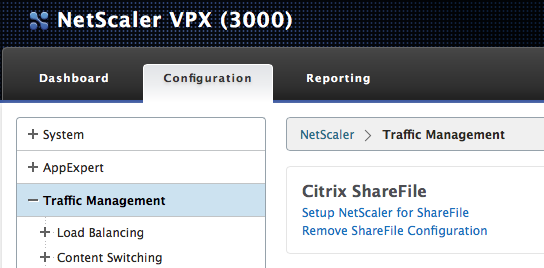 NetScaler VPX (3000)
Dashboard Configuration Reporting
System
AppExpert
Traffic Management
Load Balancing
Content Switching
NetScaler > Traffic Management
Citrix ShareFile
Setup NetScaler for ShareFile
Remove ShareFile Configuration